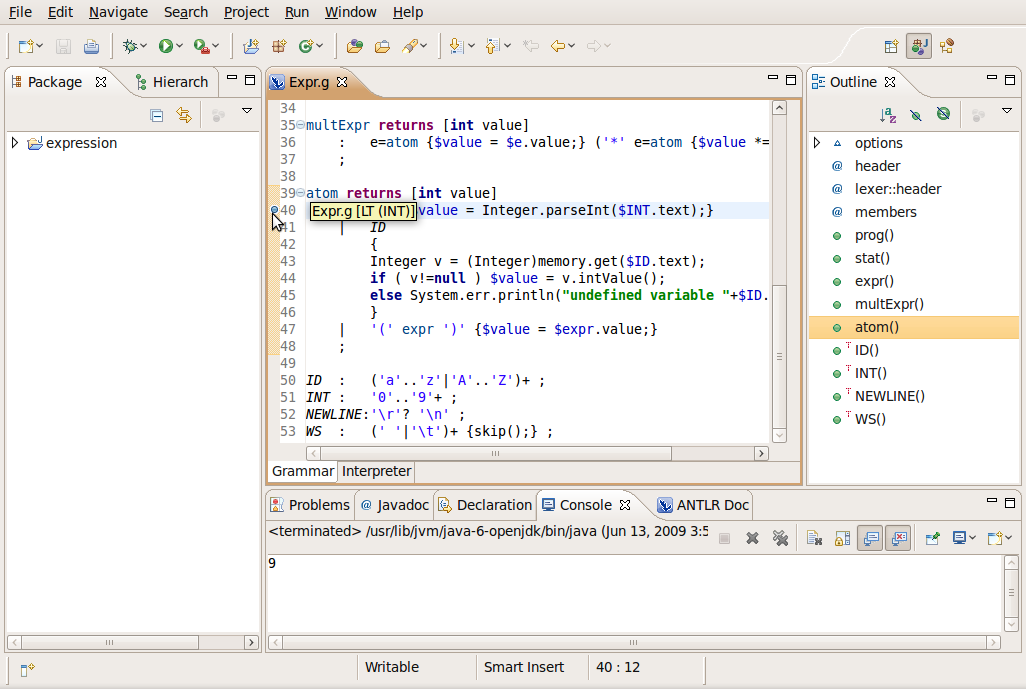 File Edit Navigate Search Project Run Window Help
Package Hierarch
expression
Expr.g
34
35 multExpr returns [int value]
36     :   e=atom {$value = $e.value;} ('*' e=atom {$value *=
37     ;
38
39 atom returns [int value]
40 Expr.g [LT (INT)] value = Integer.parseInt($INT.text);}
41     |   ID
42         {
43         Integer v = (Integer)memory.get($ID.text);
44         if ( v!=null ) $value = v.intValue();
45         else System.err.println("undefined variable "+$ID.
46         }
47     |   '(' expr ')' {$value = $expr.value;}
48     ;
49
50 ID  :   ('a'..'z'|'A'..'Z')+ ;
51 INT :   '0'..'9'+ ;
52 NEWLINE:'\r'? '\n' ;
53 WS  :   (' '|'\t')+ {skip();} ;
Grammar Interpreter
Outline
options
header
lexer::header
members
prog()
stat()
expr()
multExpr()
atom()
ID()
INT()
NEWLINE()
WS()
Problems Javadoc Declaration Console ANTLR Doc
<terminated> /usr/lib/jvm/java-6-openjdk/bin/java (Jun 13, 2009 3:5
9
Writable Smart Insert 40 : 12